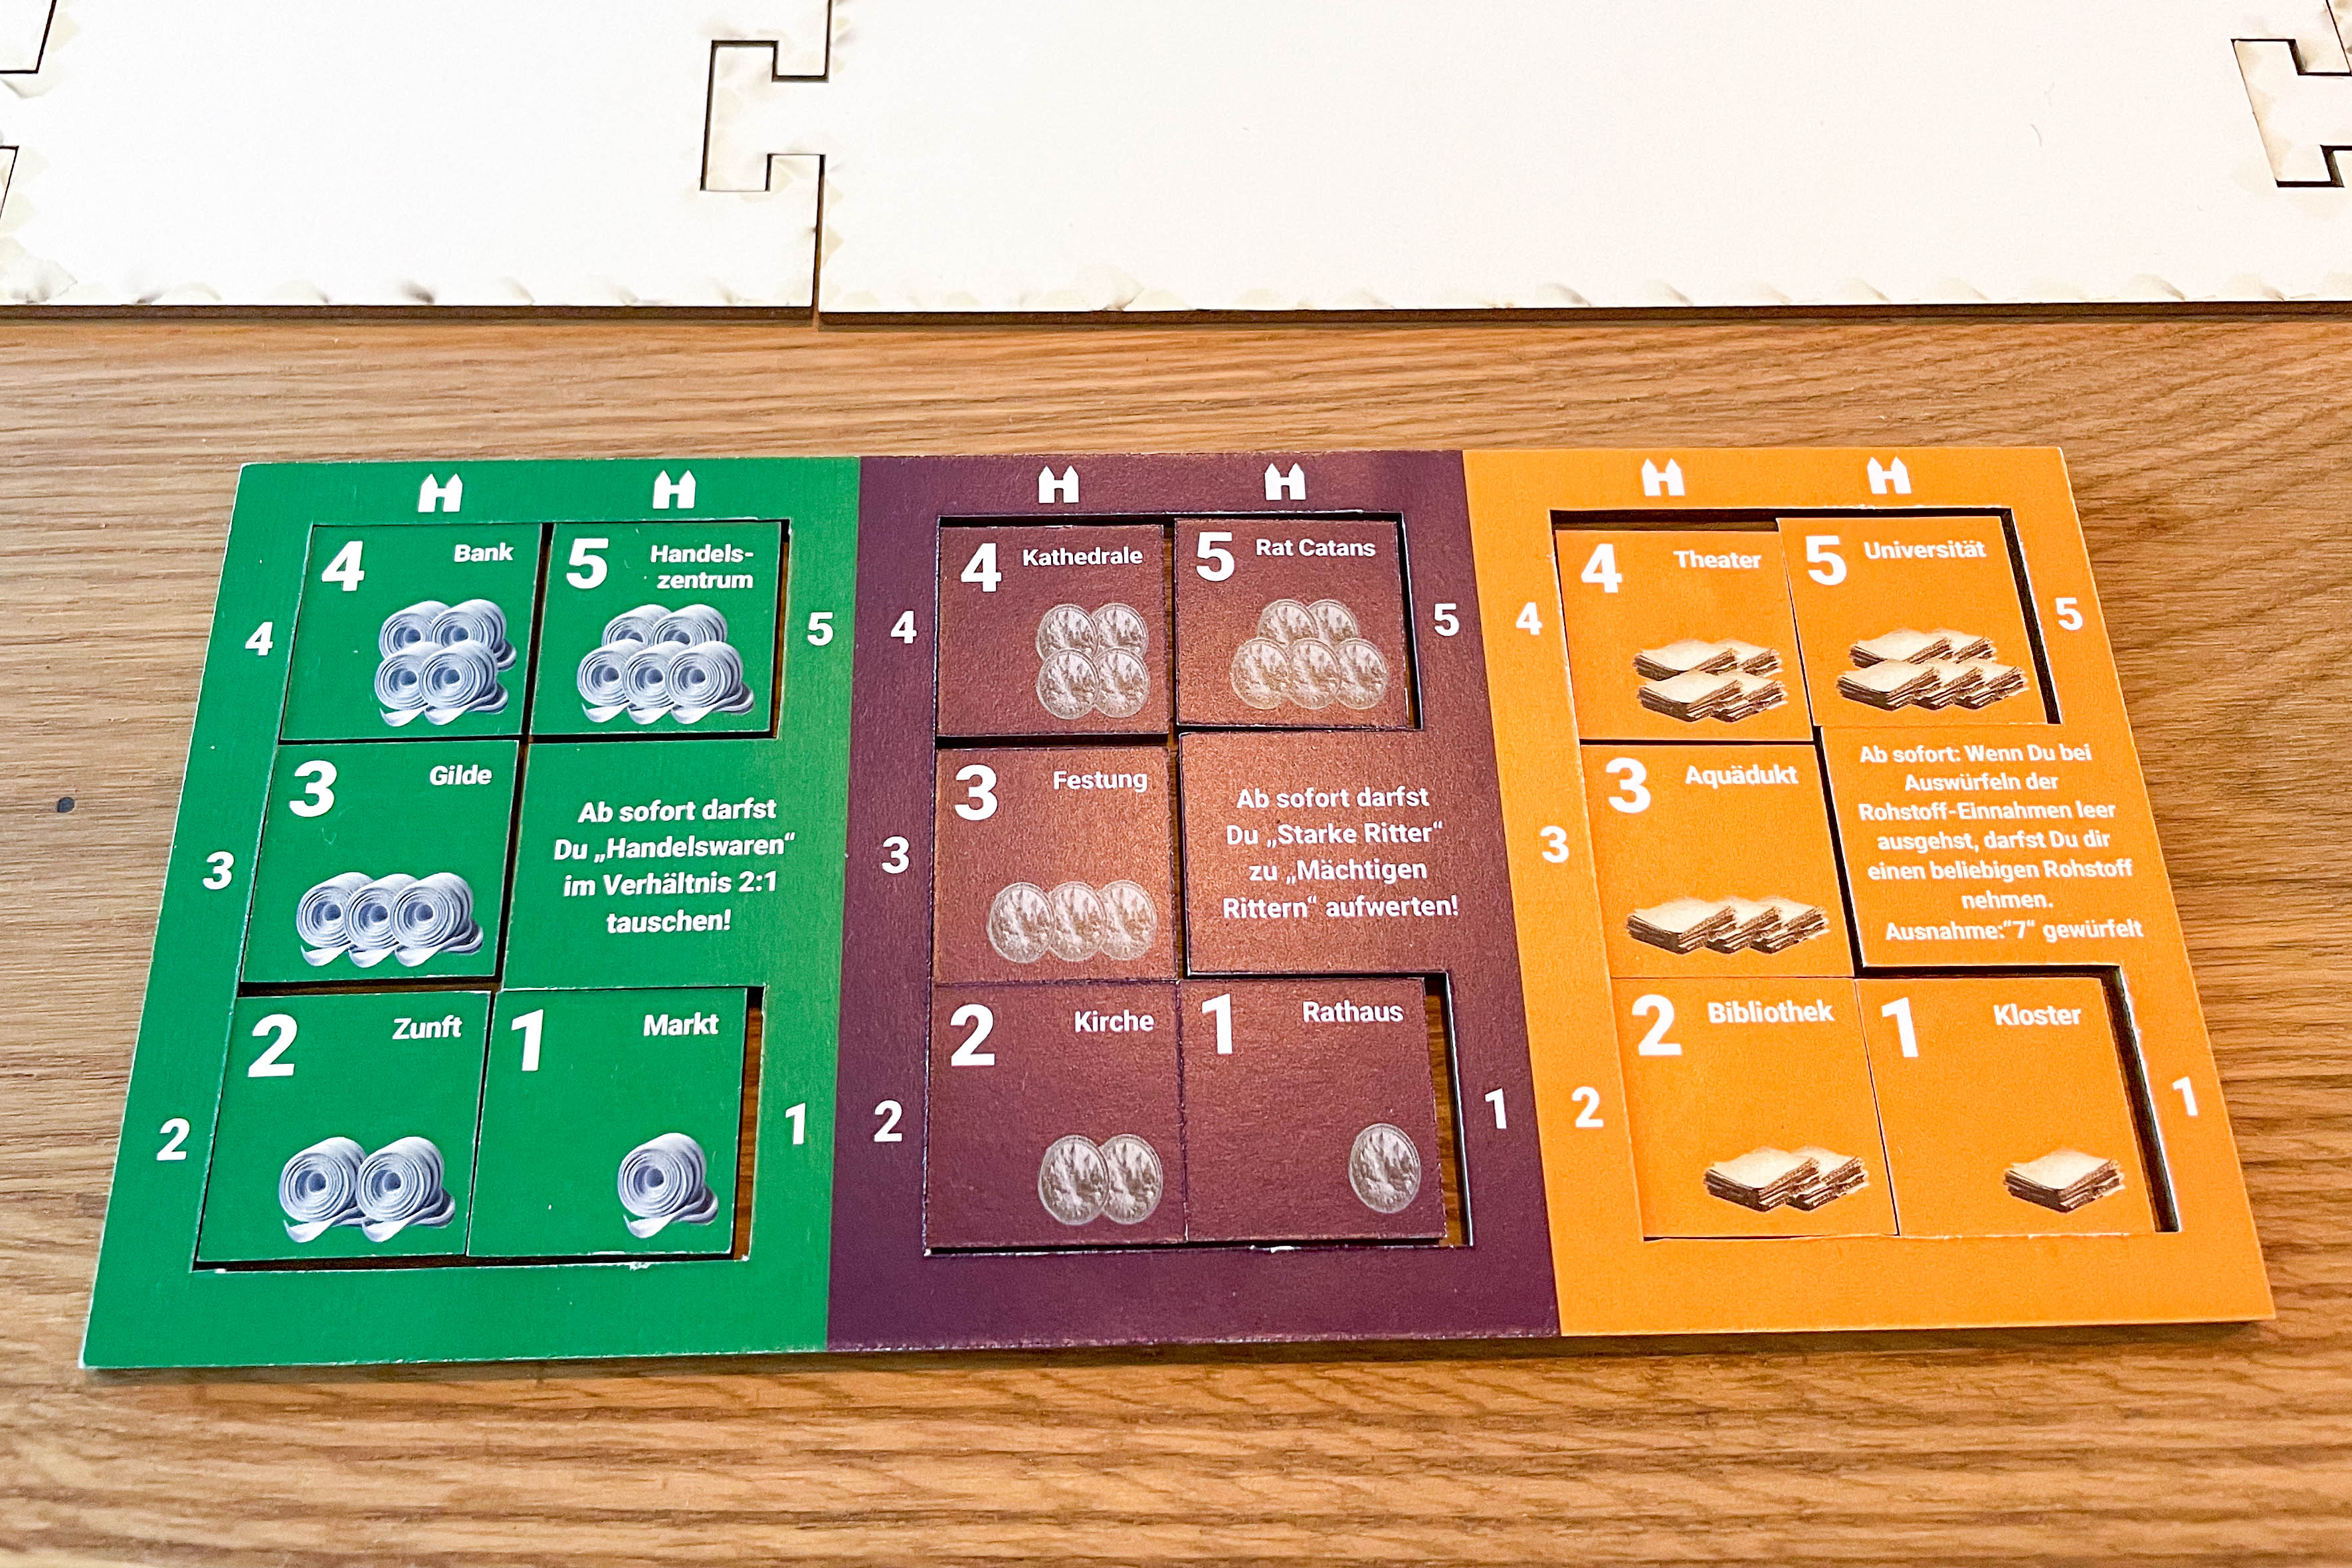 4 Bank
5 Handels-
zentrum
4
5
3 Gilde
Ab sofort darfst
Du „Handelswaren“
im Verhältnis 2:1
tauschen!
3
2 Zunft
1 Markt
2
1
4 Kathedrale
5 Rat Catans
4
5
3 Festung
Ab sofort darfst
Du „Starke Ritter“
zu „Mächtigen
Rittern“ aufwerten!
3
2 Kirche
1 Rathaus
2
1
4 Theater
5 Universität
4
5
3 Aquädukt
Ab sofort: Wenn Du bei
Auswürfeln der
Rohstoff-Einnahmen leer
ausgehst, darfst Du dir
einen beliebigen Rohstoff
nehmen.
Ausnahme:“7“ gewürfelt
3
2 Bibliothek
1 Kloster
2
1